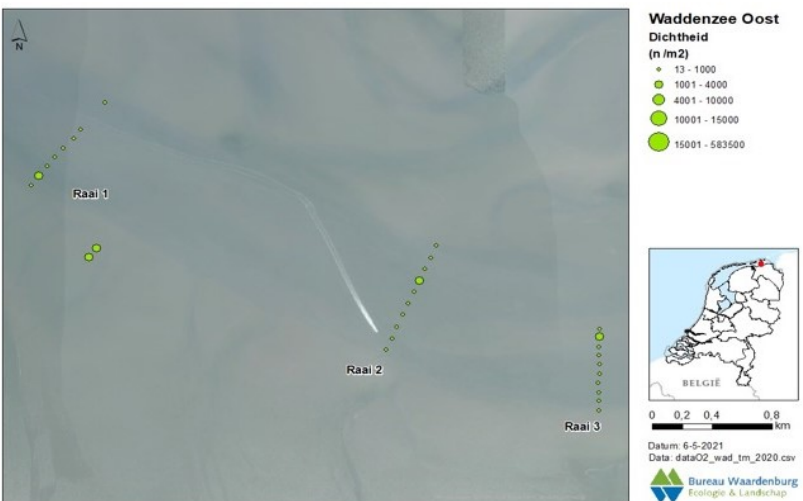 N
Raai 1
Raai 2
Raai 3
Waddenzee Oost
Dichtheid
(n /m2)
13 - 1000
1001 - 4000
4001 - 10000
10001 - 15000
15001 - 583500
BELGIË
0 0,2 0,4 0,8
km
Datum: 6-5-2021
Data: dataO2_wad_tm_2020.csv
Bureau Waardenburg
Ecologie & Landschap